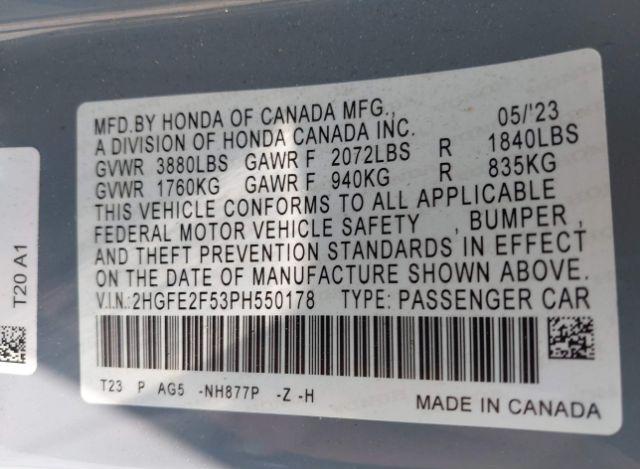 MFD.BY HONDA OF CANADA MFG., 05/'23
A DIVISION OF HONDA CANADA INC.
GVWR 3880LBS GAWR F 2072LBS R 1840LBS
GVWR 1760KG GAWR F 940KG R 835KG
THIS VEHICLE CONFORMS TO ALL APPLICABLE
FEDERAL MOTOR VEHICLE SAFETY , BUMPER ,
AND THEFT PREVENTION STANDARDS IN EFFECT
ON THE DATE OF MANUFACTURE SHOWN ABOVE.
V.I.N.:2HGFE2F53PH550178 TYPE: PASSENGER CAR
T23 P AG5 -NH877P -Z -H
MADE IN CANADA
T20 A1